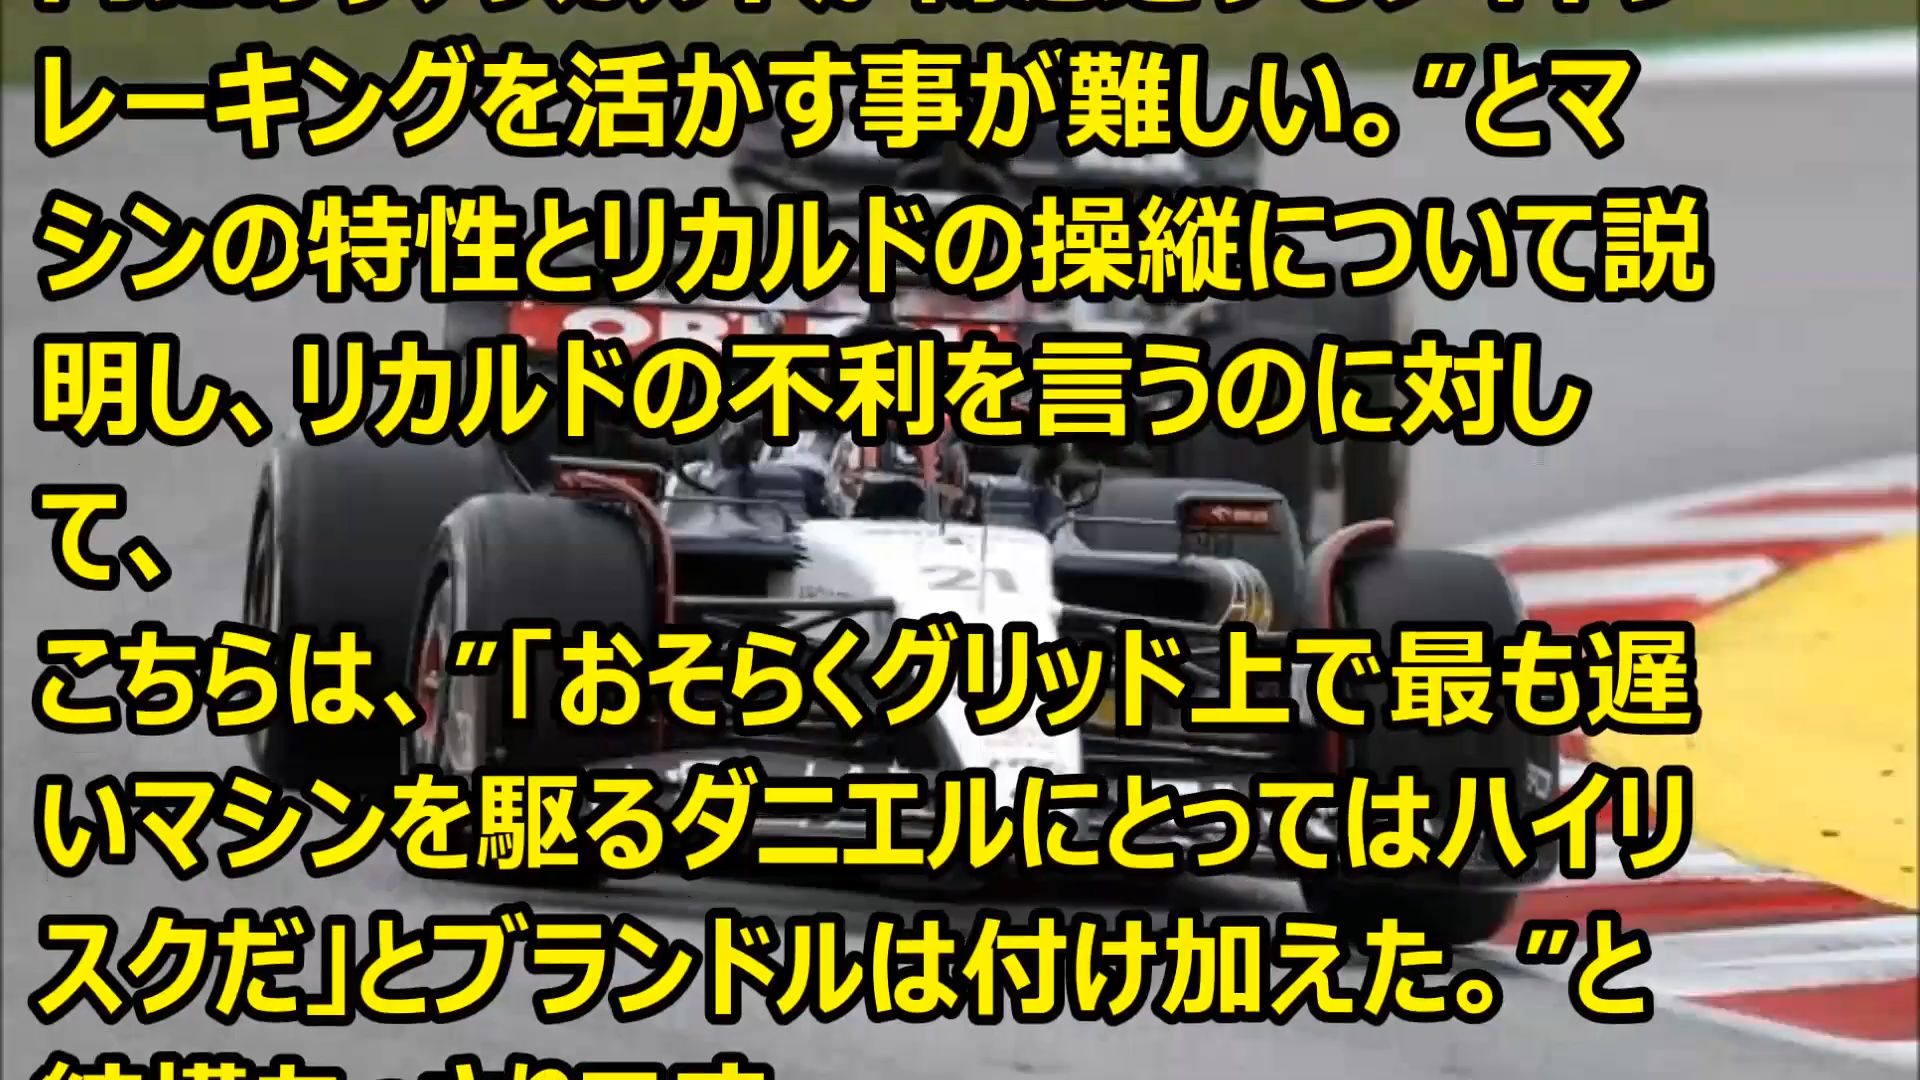 レーキングを活かす事が難しい。”とマ
シンの特性とリカルドの操縦について説
明し、リカルドの不利を言うのに対し
て、
こちらは、”「おそらくグリッド上で最も遅
いマシンを駆るダニエルにとってはハイリ
スクだ」とブランドルは付け加えた。”と
21